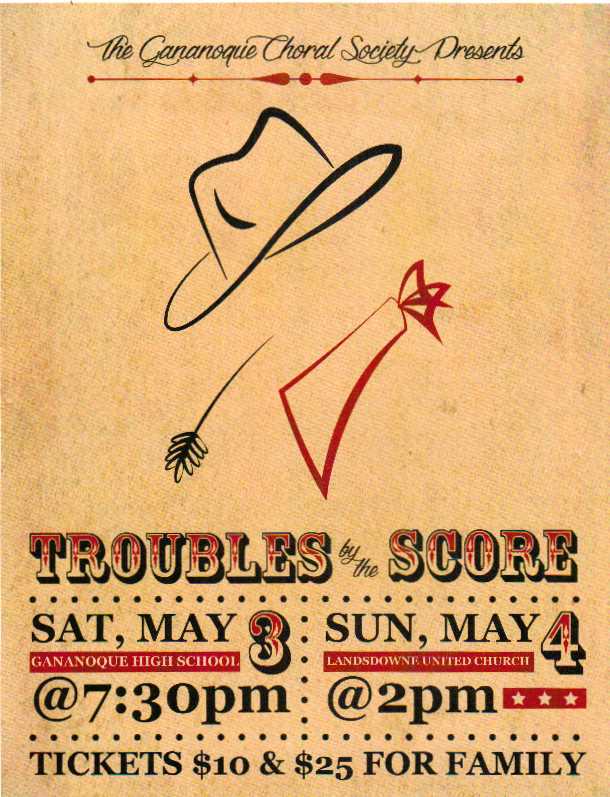 The Gananoque Choral Society Presents
TROUBLES by the SCORE
SAT, MAY 3
GANANOQUE HIGH SCHOOL
@7:30pm
SUN, MAY 4
LANDSDOWNE UNITED CHURCH
@2pm
TICKETS $10 & $25 FOR FAMILY